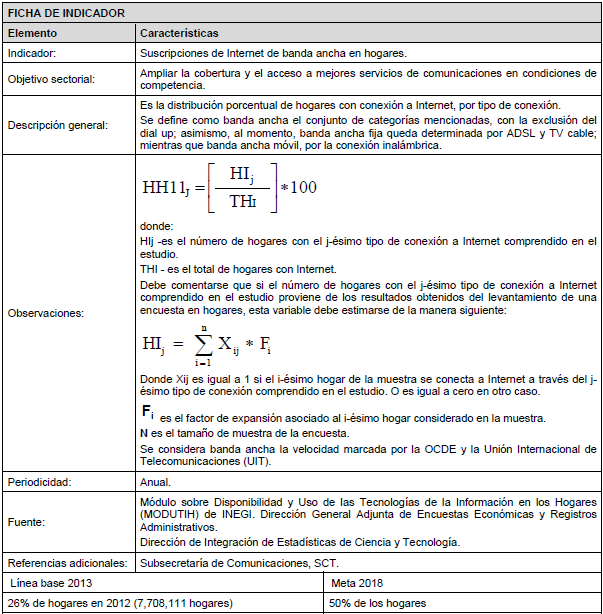 FICHA DE INDICADOR
Elemento Características
Indicador: Suscripciones de Internet de banda ancha en hogares.
Objetivo sectorial: Ampliar la cobertura y el acceso a mejores servicios de comunicaciones en condiciones de
competencia.
Descripción general:
Es la distribución porcentual de hogares con conexión a Internet, por tipo de conexión.
Se define como banda ancha el conjunto de categorías mencionadas, con la exclusión del
dial up; asimismo, al momento, banda ancha fija queda determinada por ADSL y TV cable;
mientras que banda ancha móvil, por la conexión inalámbrica.
Observaciones:
HH11J = [ HIj / THI ] * 100
donde:
HIj -es el número de hogares con el j-ésimo tipo de conexión a Internet comprendido en el
estudio.
THI - es el total de hogares con Internet.
Debe comentarse que si el número de hogares con el j-ésimo tipo de conexión a Internet
comprendido en el estudio proviene de los resultados obtenidos del levantamiento de una
encuesta en hogares, esta variable debe estimarse de la manera siguiente:
HIj = n ∑ i=1 Xij * Fi
Donde Xij es igual a 1 si el i-ésimo hogar de la muestra se conecta a Internet a través del j-
ésimo tipo de conexión comprendido en el estudio. O es igual a cero en otro caso.
Fi es el factor de expansión asociado al i-ésimo hogar considerado en la muestra.
N es el tamaño de muestra de la encuesta.
Se considera banda ancha la velocidad marcada por la OCDE y la Unión Internacional de
Telecomunicaciones (UIT).
Periodicidad: Anual.
Fuente:
Módulo sobre Disponibilidad y Uso de las Tecnologías de la Información en los Hogares
(MODUTIH) de INEGI. Dirección General Adjunta de Encuestas Económicas y Registros
Administrativos.
Dirección de Integración de Estadísticas de Ciencia y Tecnología.
Referencias adicionales: Subsecretaría de Comunicaciones, SCT.
Línea base 2013 Meta 2018
26% de hogares en 2012 (7,708,111 hogares) 50% de los hogares